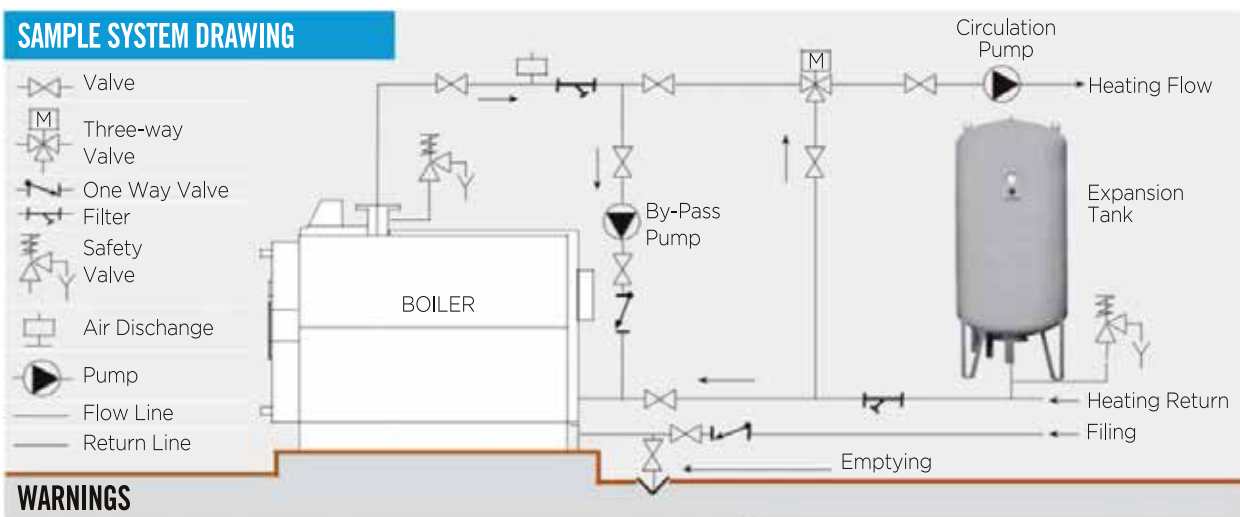 SAMPLE SYSTEM DRAWING
Valve
M
Three-way
Valve
One Way Valve
Filter
Safety
Valve
Air Dischange
Pump
Flow Line
Return Line
BOILER
By-Pass
Pump
M
Circulation
Pump
Heating Flow
Expansion
Tank
Heating Return
Filing
Emptying
WARNINGS